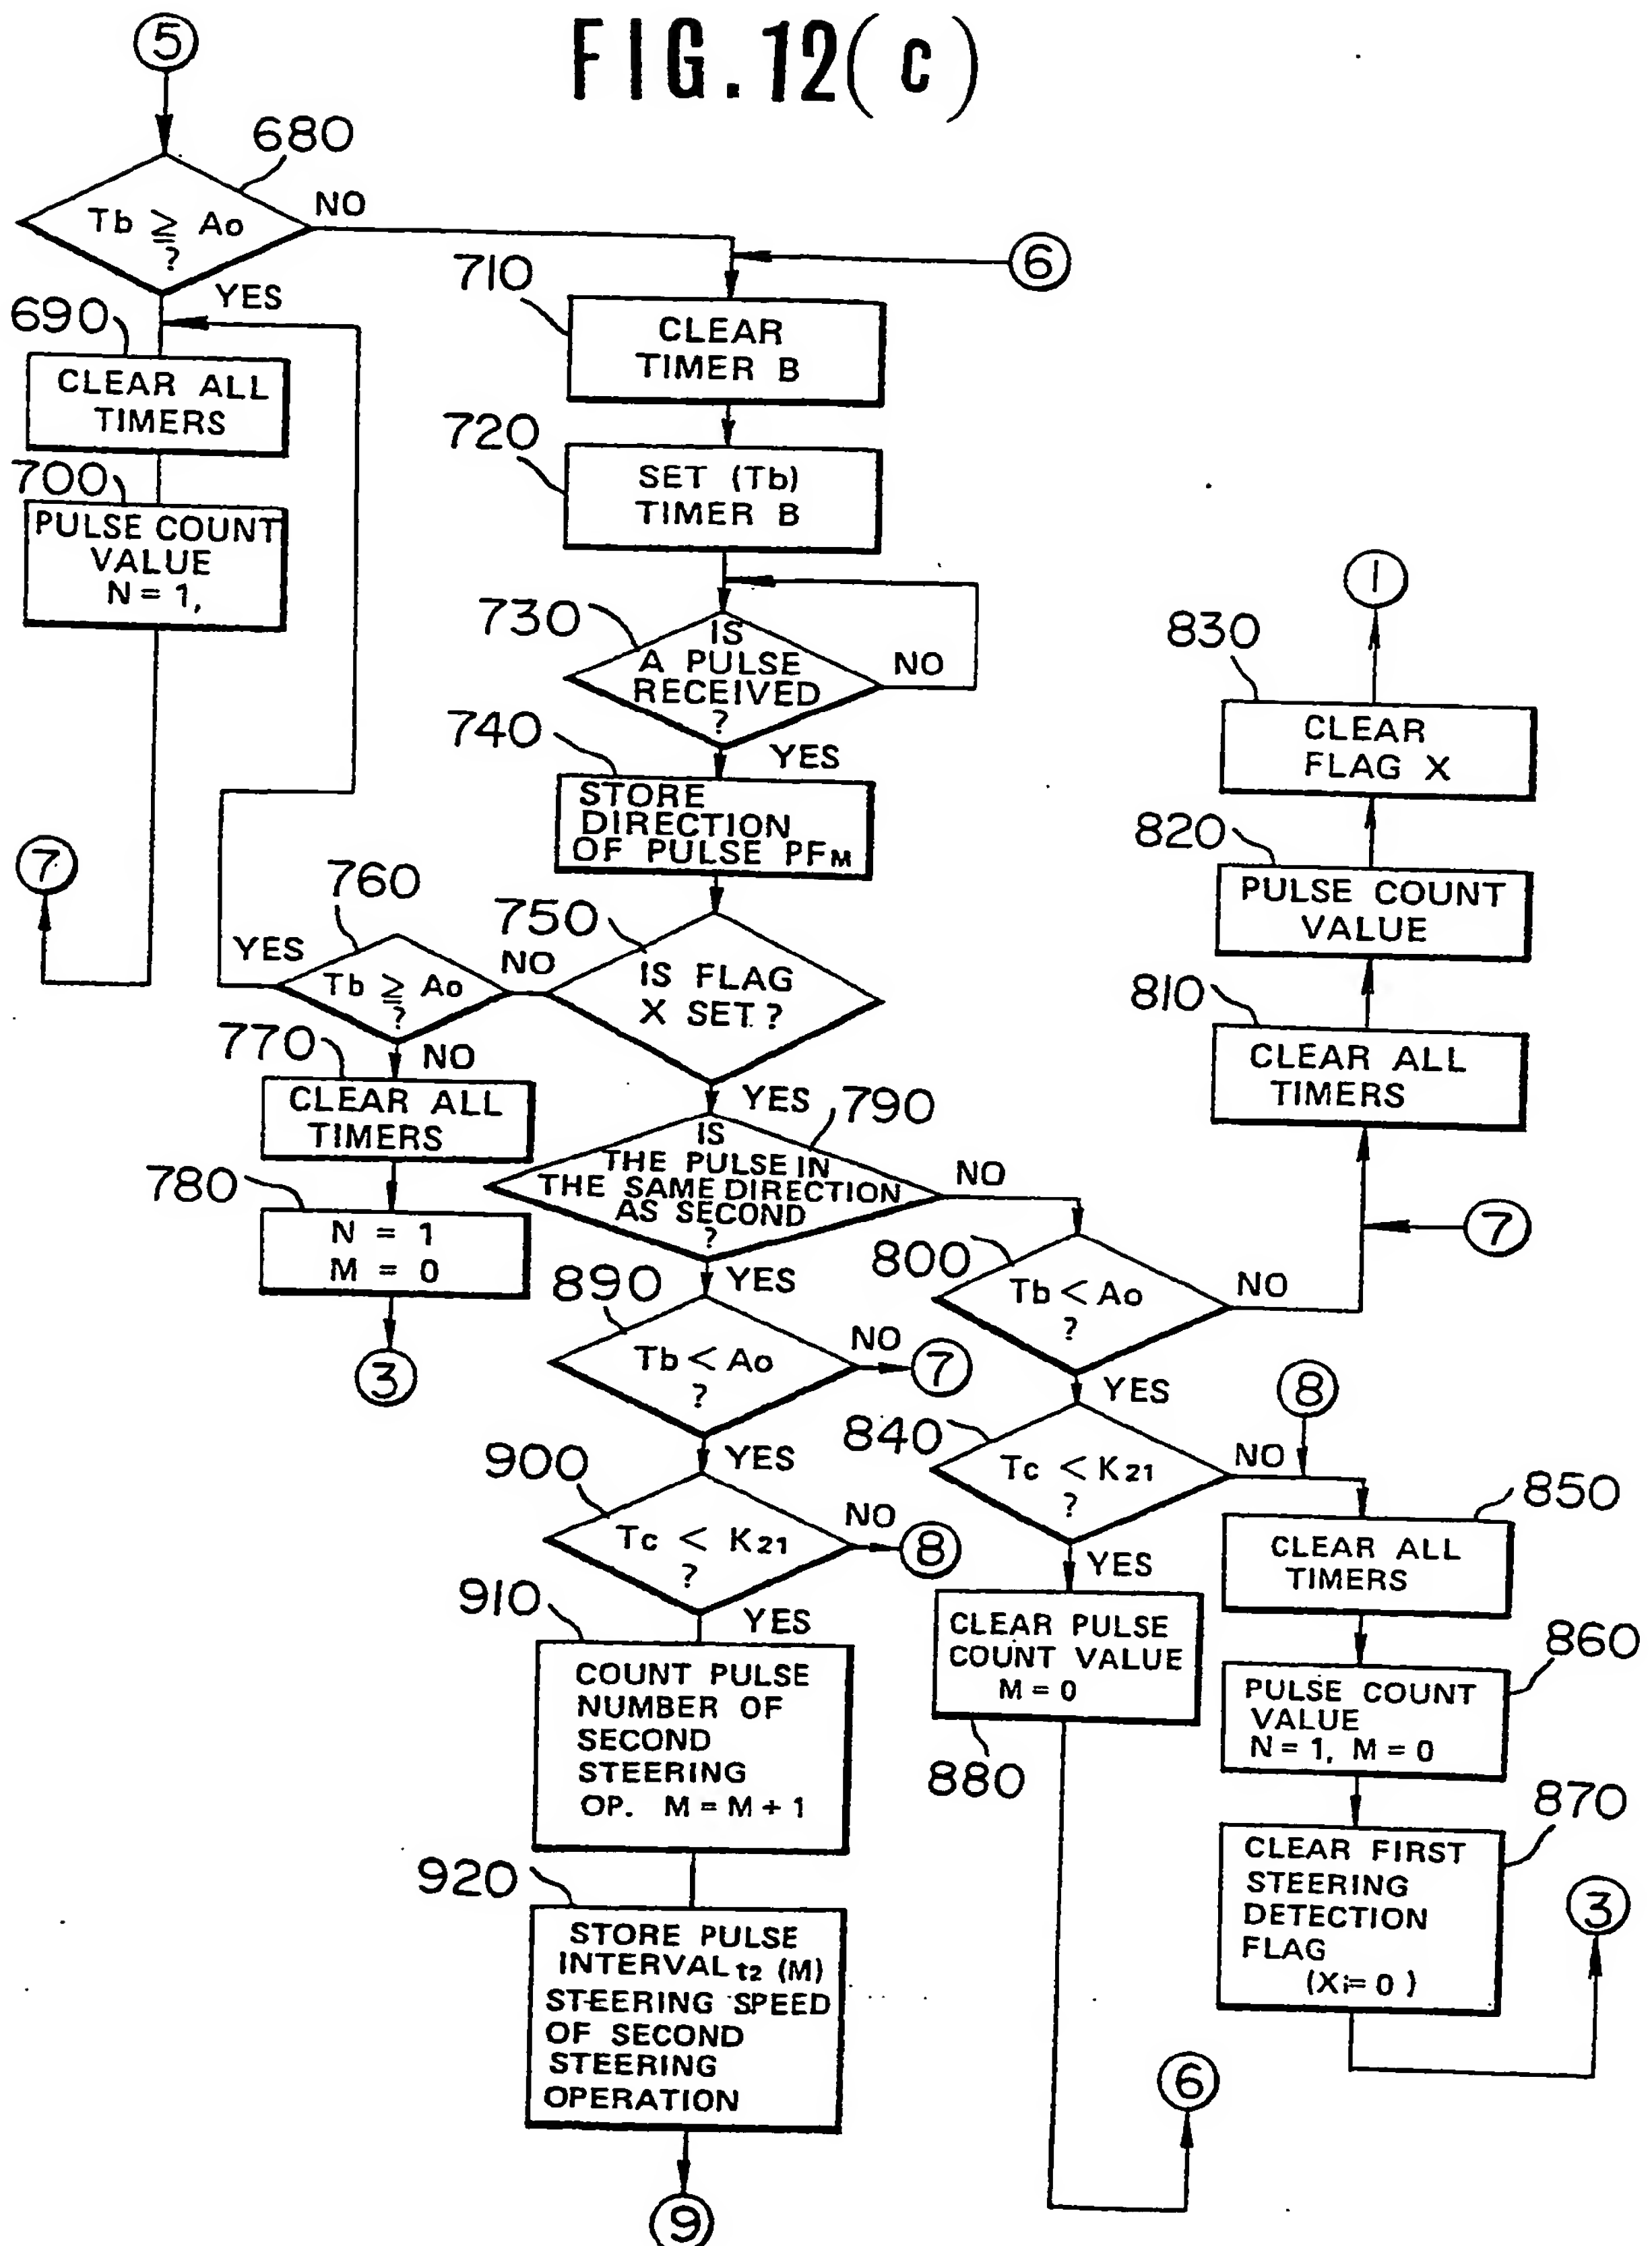 FIG. 12(c)
5
680
Tb ≧ Ao
?
NO
YES
6
690
CLEAR ALL
TIMERS
700
PULSE COUNT
VALUE
N = 1,
7
710
CLEAR
TIMER B
720
SET (Tb)
TIMER B
730
IS
A PULSE
RECEIVED
?
NO
YES
740
STORE
DIRECTION
OF PULSE PFM
750
IS FLAG
X SET ?
NO
YES
760
Tb ≧ Ao
?
YES
NO
770
CLEAR ALL
TIMERS
780
N = 1
M = 0
3
790
IS
THE PULSE IN
THE SAME DIRECTION
AS SECOND
?
NO
YES
800
Tb < Ao
?
NO
YES
7
810
CLEAR ALL
TIMERS
820
PULSE COUNT
VALUE
830
CLEAR
FLAG X
1
840
Tc < K21
?
NO
YES
8
850
CLEAR ALL
TIMERS
860
PULSE COUNT
VALUE
N = 1, M = 0
870
CLEAR FIRST
STEERING
DETECTION
FLAG
(Xi = 0)
3
880
CLEAR PULSE
COUNT VALUE
M = 0
6
890
Tb < Ao
?
NO
7
YES
900
Tc < K21
?
NO
8
YES
910
COUNT PULSE
NUMBER OF
SECOND
STEERING
OP. M = M + 1
920
STORE PULSE
INTERVAL t2 (M)
STEERING SPEED
OF SECOND
STEERING
OPERATION
9